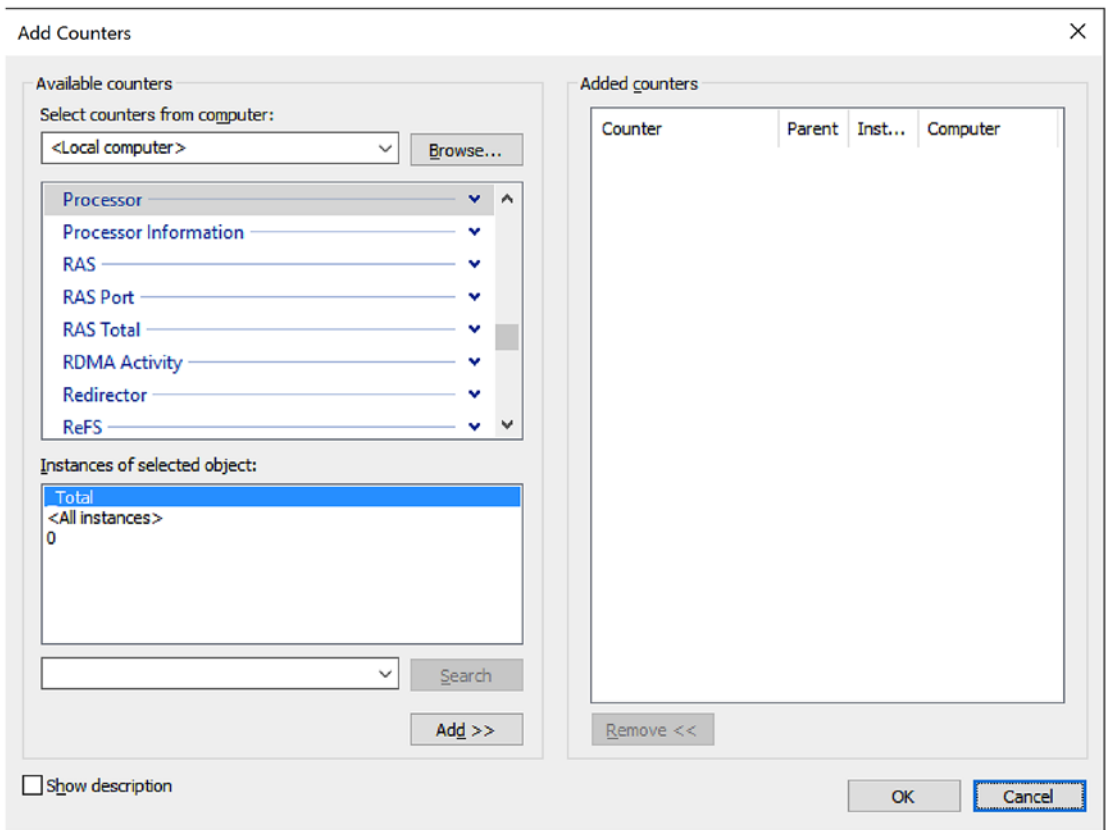 Add Counters
Available counters
Select counters from computer:
<Local computer>
Browse...
Processor
Processor Information
RAS
RAS Port
RAS Total
RDMA Activity
Redirector
ReFS
Instances of selected object:
_Total
<All instances>
0
Search
Add >>
Show description
Added counters
Counter Parent Inst... Computer
Remove <<
OK Cancel